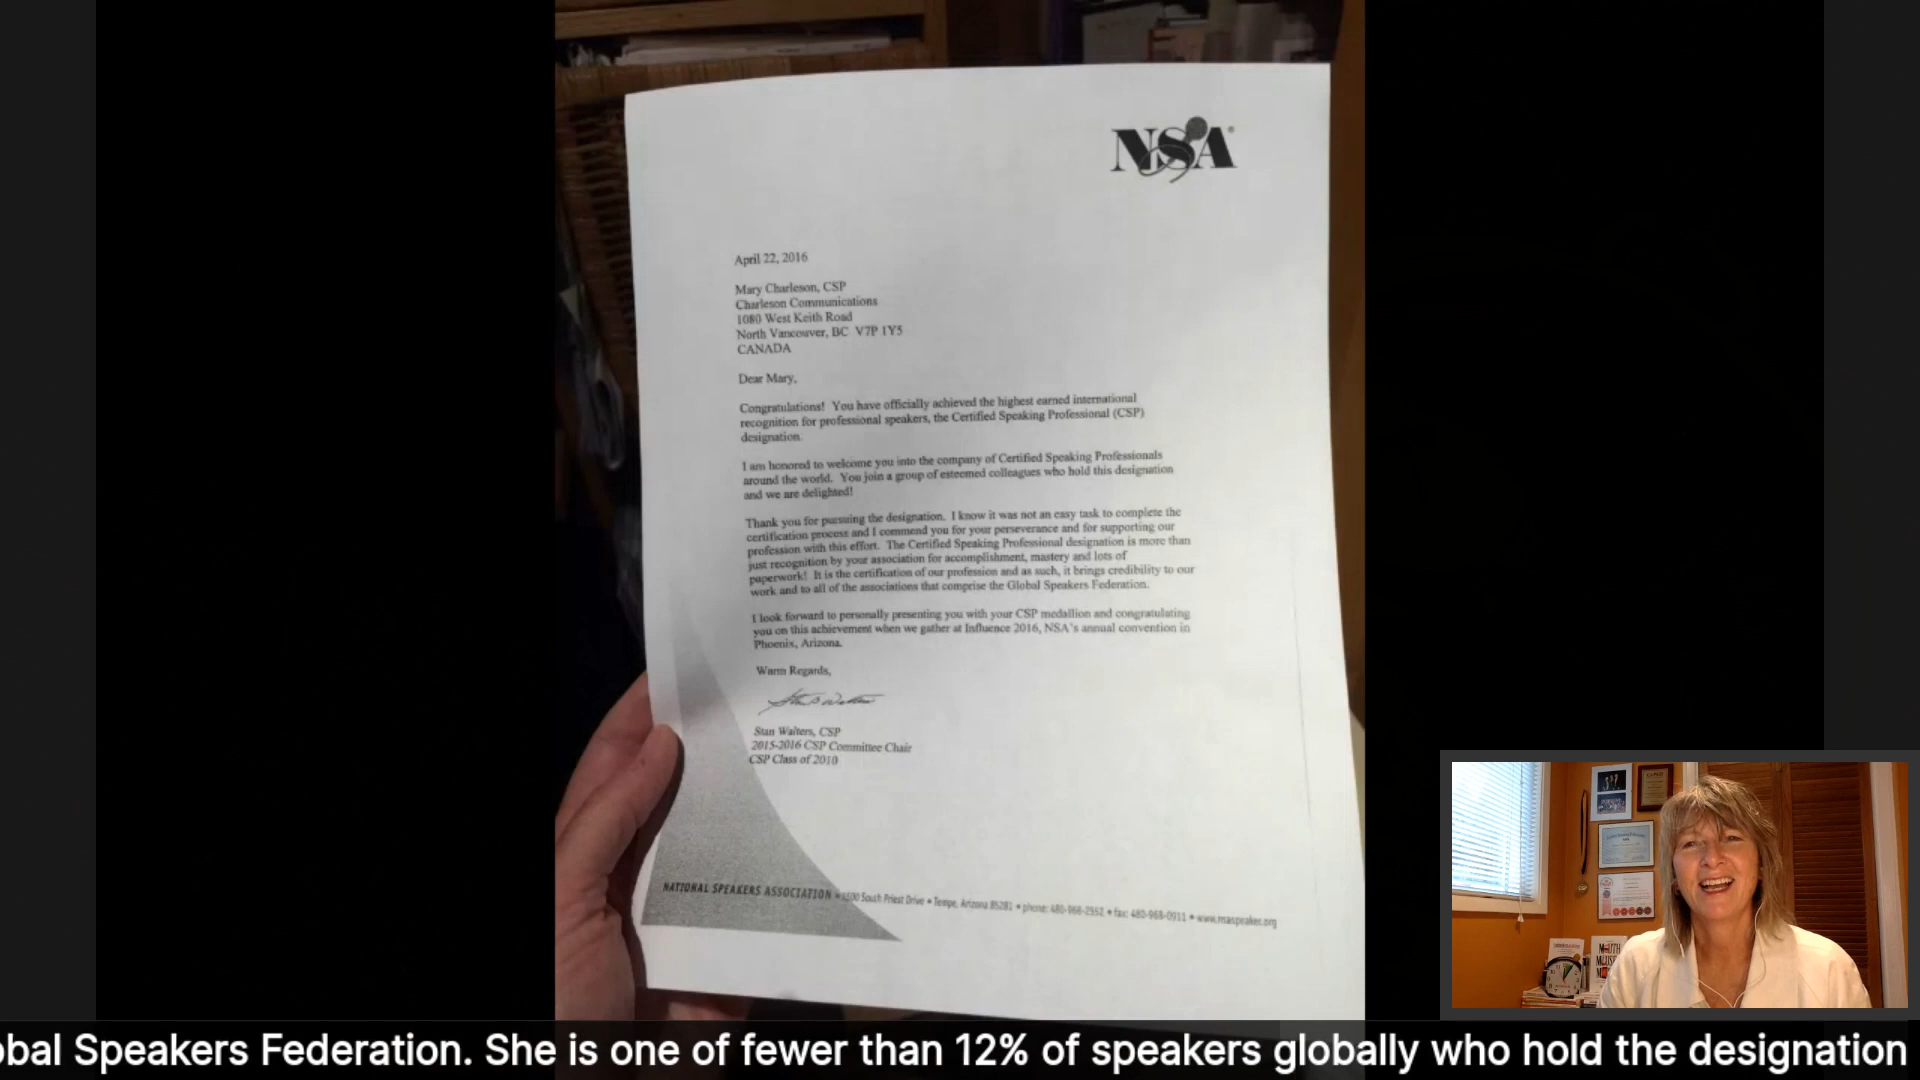 NSA
April 22, 2016
Mary Charleson, CSP
Charleson Communications
1080 West Keith Road
North Vancouver, BC V7P 1Y5
CANADA
Dear Mary,
Congratulations! You have officially achieved the highest earned international
recognition for professional speakers, the Certified Speaking Professional (CSP)
designation.
I am honored to welcome you into the company of Certified Speaking Professionals
around the world. You join a group of esteemed colleagues who hold this designation
and we are delighted!
Thank you for pursuing the designation. I know it was not an easy task to complete the
certification process and I commend you for your perseverance and for supporting our
profession with this effort. The Certified Speaking Professional designation is more than
just recognition by your association for accomplishment, mastery and lots of
paperwork! It is the certification of our profession and as such, it brings credibility to our
work and to all of the associations that comprise the Global Speakers Federation.
I look forward to personally presenting you with your CSP medallion and congratulating
you on this achievement when we gather at Influence 2016, NSA's annual convention in
Phoenix, Arizona.
Warm Regards,
Stan Walters, CSP
2015-2016 CSP Committee Chair
CSP Class of 2010
NATIONAL SPEAKERS ASSOCIATION • South Priest Drive • Tempe, Arizona 85281 • phone: 480-968-2552 • fax: 480-968-0911 • www.nsaspeaker.org
MOUTH
obal Speakers Federation. She is one of fewer than 12% of speakers globally who hold the designation